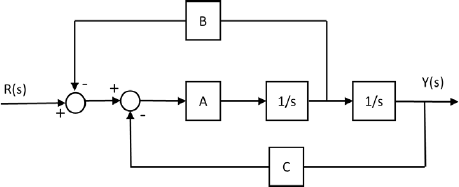 B
R(s)
-
+
+
-
A
1/s
1/s
Y(s)
C